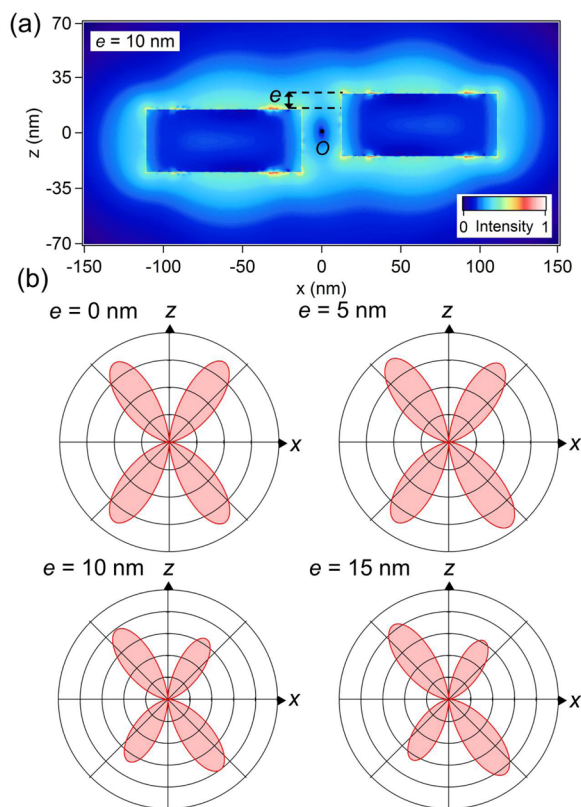 (a)
e = 10 nm
e
O
0 Intensity 1
z (nm)
70
35
0
-35
-70
-150 -100 -50 0 50 100 150
x (nm)
(b)
e = 0 nm
z
x
e = 5 nm
z
x
e = 10 nm
z
x
e = 15 nm
z
x